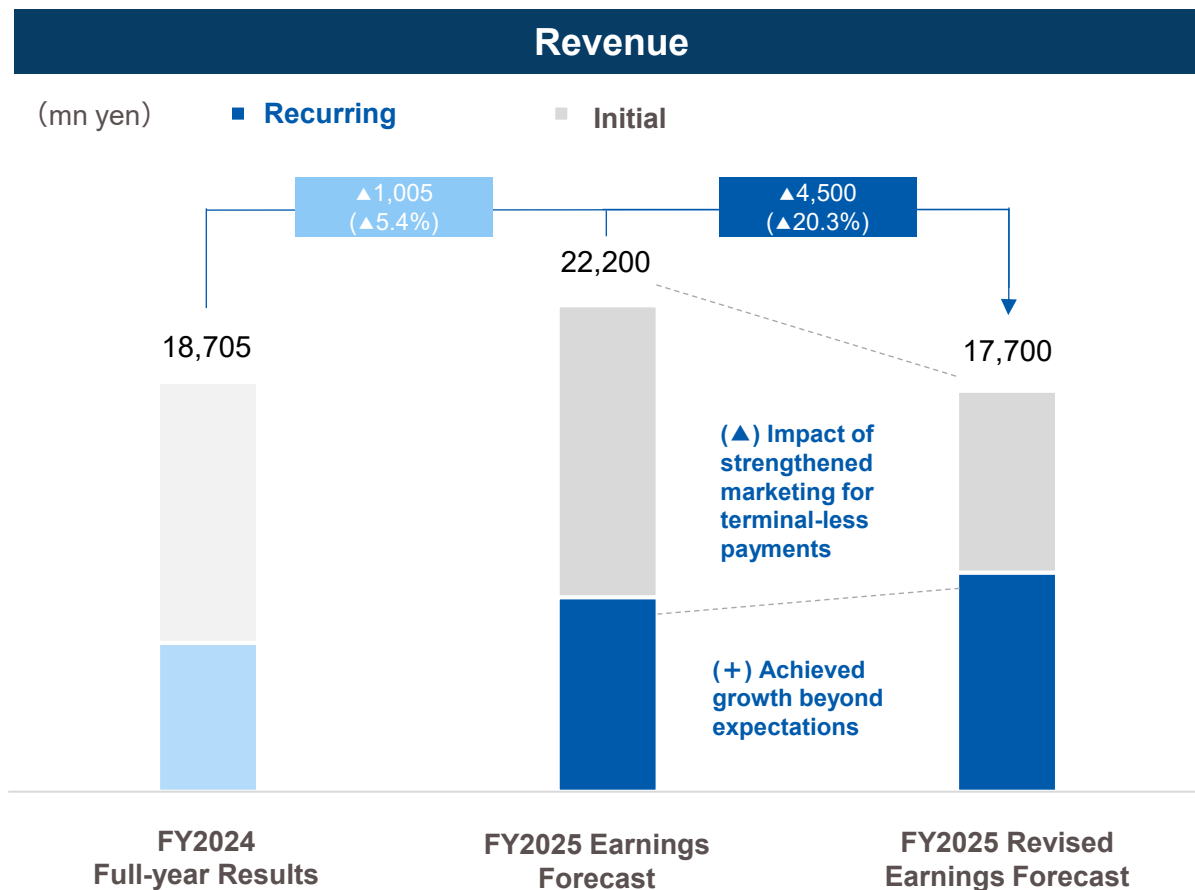 Revenue
（mn yen）
■ Recurring
■ Initial
▲1,005
(▲5.4%)
▲4,500
(▲20.3%)
18,705
22,200
17,700
(▲) Impact of
strengthened
marketing for
terminal-less
payments
(＋) Achieved
growth beyond
expectations
FY2024
Full-year Results
FY2025 Earnings
Forecast
FY2025 Revised
Earnings Forecast